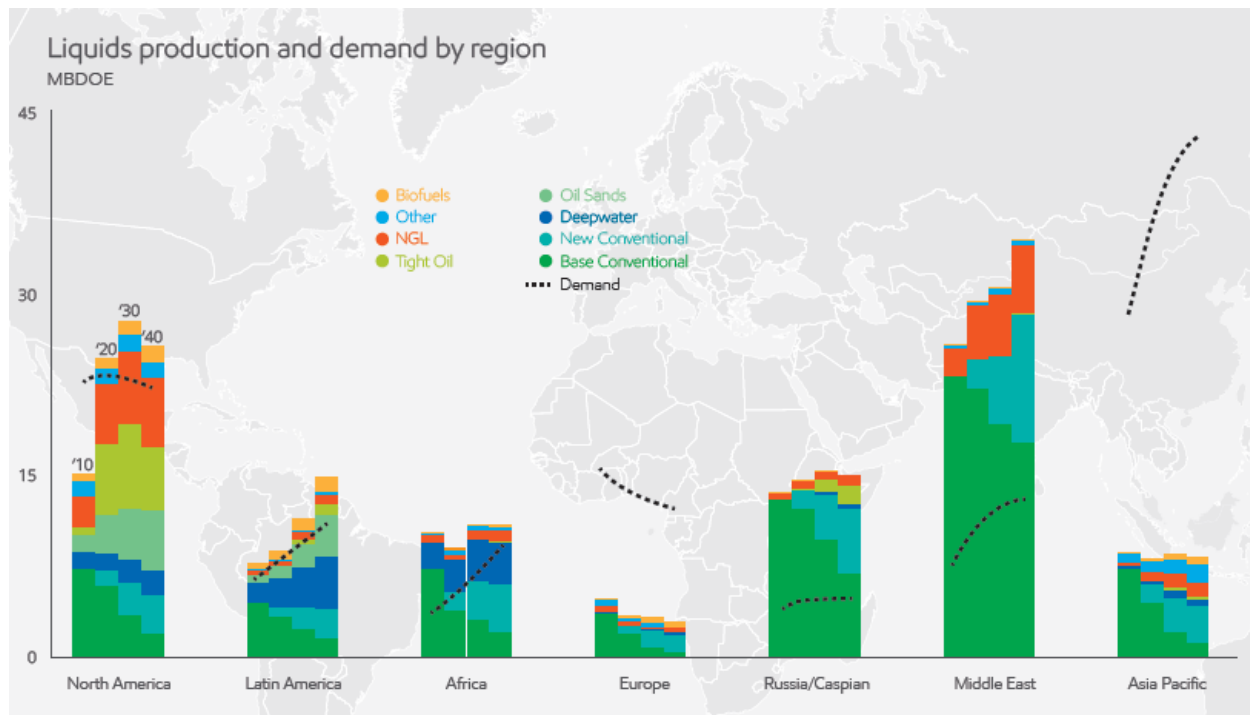 Liquids production and demand by region
MBDOE
45
30
15
0
Biofuels
Other
NGL
Tight Oil
Oil Sands
Deepwater
New Conventional
Base Conventional
Demand
'10
'20
'30
'40
North America
Latin America
Africa
Europe
Russia/Caspian
Middle East
Asia Pacific